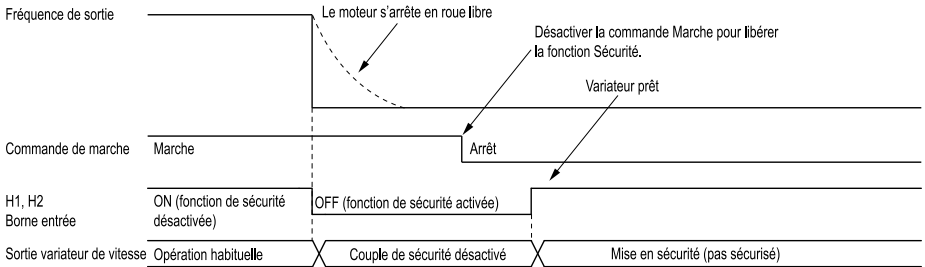 Fréquence de sortie
Le moteur s'arrête en roue libre
Désactiver la commande Marche pour libérer
la fonction Sécurité.
Variateur prêt
Commande de marche
Marche
Arrêt
H1, H2
Borne entrée
ON (fonction de sécurité
désactivée)
OFF (fonction de sécurité activée)
Sortie variateur de vitesse
Opération habituelle
Couple de sécurité désactivé
Mise en sécurité (pas sécurisé)